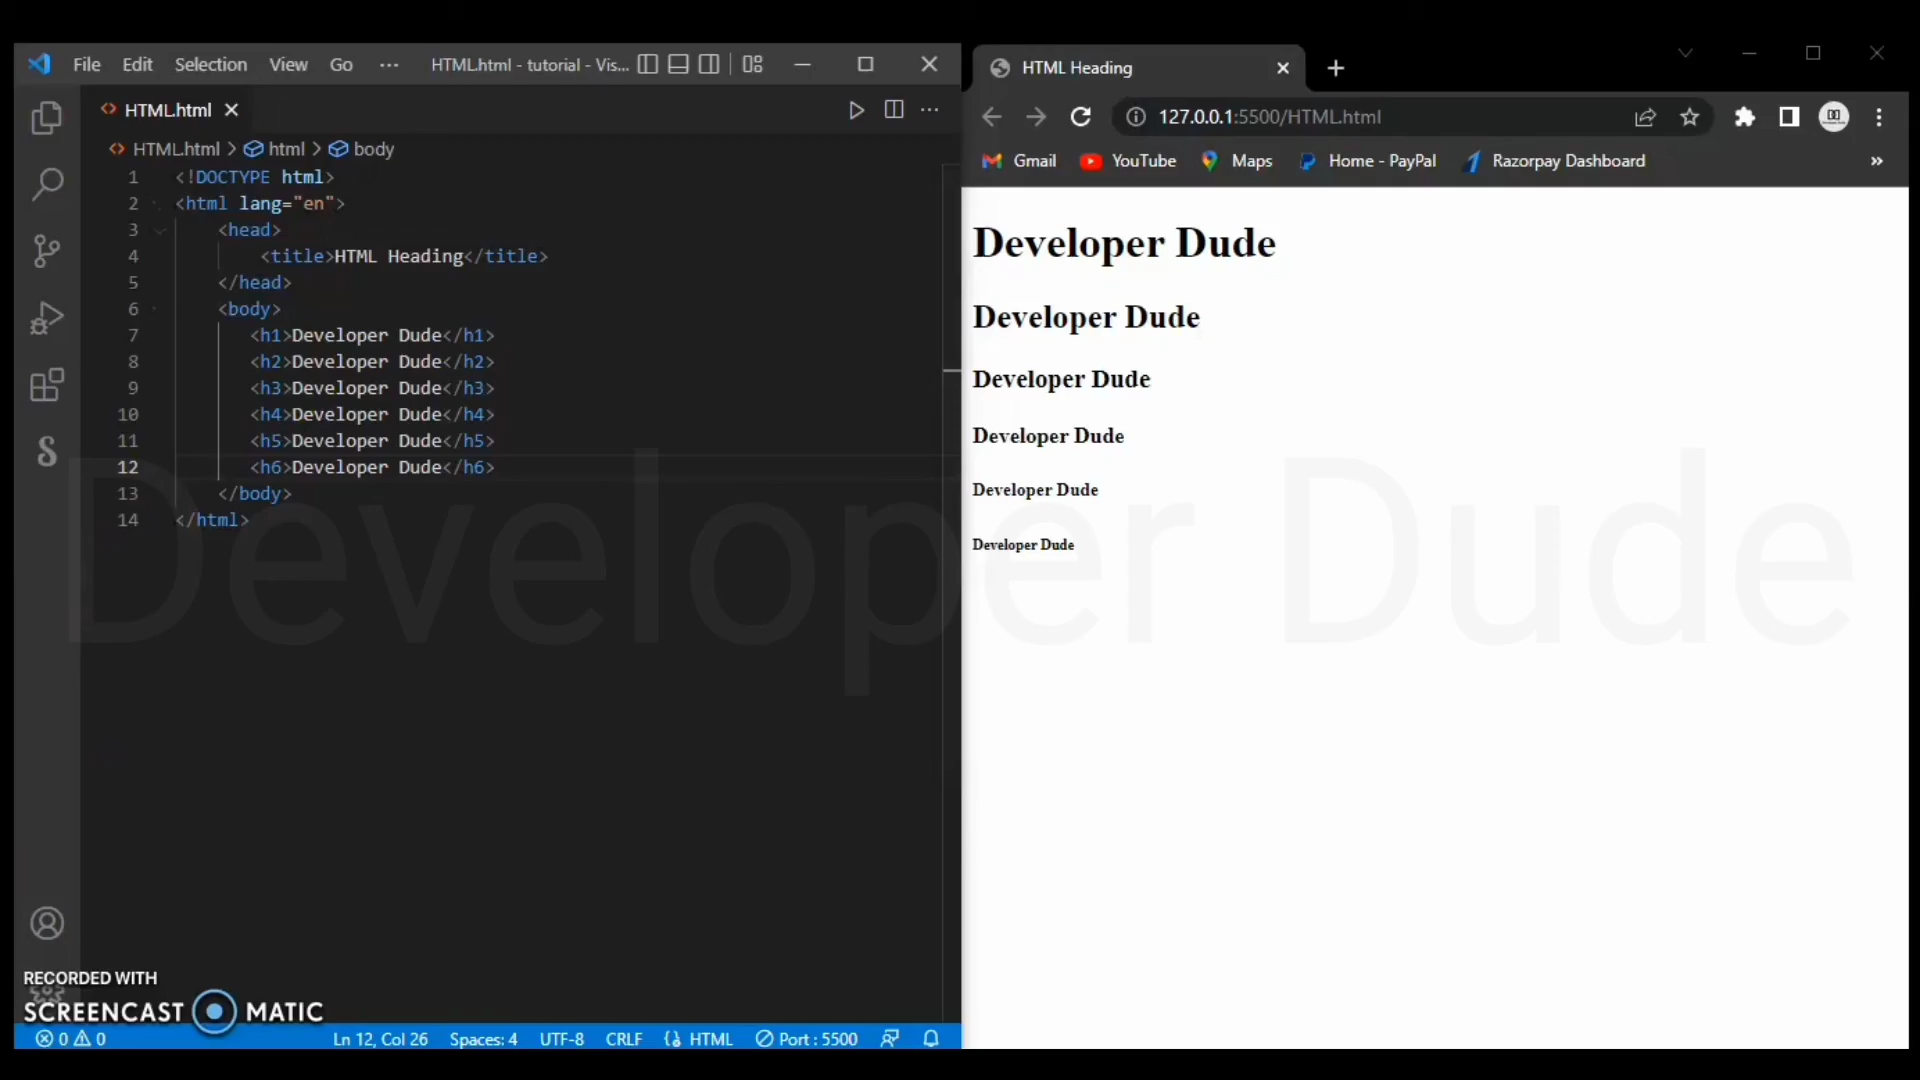 File Edit Selection View Go ··· HTML.html - tutorial - Vis...
HTML.html
HTML.html > html > body
1 <!DOCTYPE html>
2 <html lang="en">
3 <head>
4 <title>HTML Heading</title>
5 </head>
6 <body>
7 <h1>Developer Dude</h1>
8 <h2>Developer Dude</h2>
9 <h3>Developer Dude</h3>
10 <h4>Developer Dude</h4>
11 <h5>Developer Dude</h5>
12 <h6>Developer Dude</h6>
13 </body>
14 </html>
RECORDED WITH
SCREENCAST MATIC
0 0 Ln 12, Col 26 Spaces: 4 UTF-8 CRLF HTML Port : 5500
HTML Heading
127.0.0.1:5500/HTML.html
Gmail YouTube Maps Home - PayPal Razorpay Dashboard »
Developer Dude
Developer Dude
Developer Dude
Developer Dude
Developer Dude
Developer Dude
Developer Dude